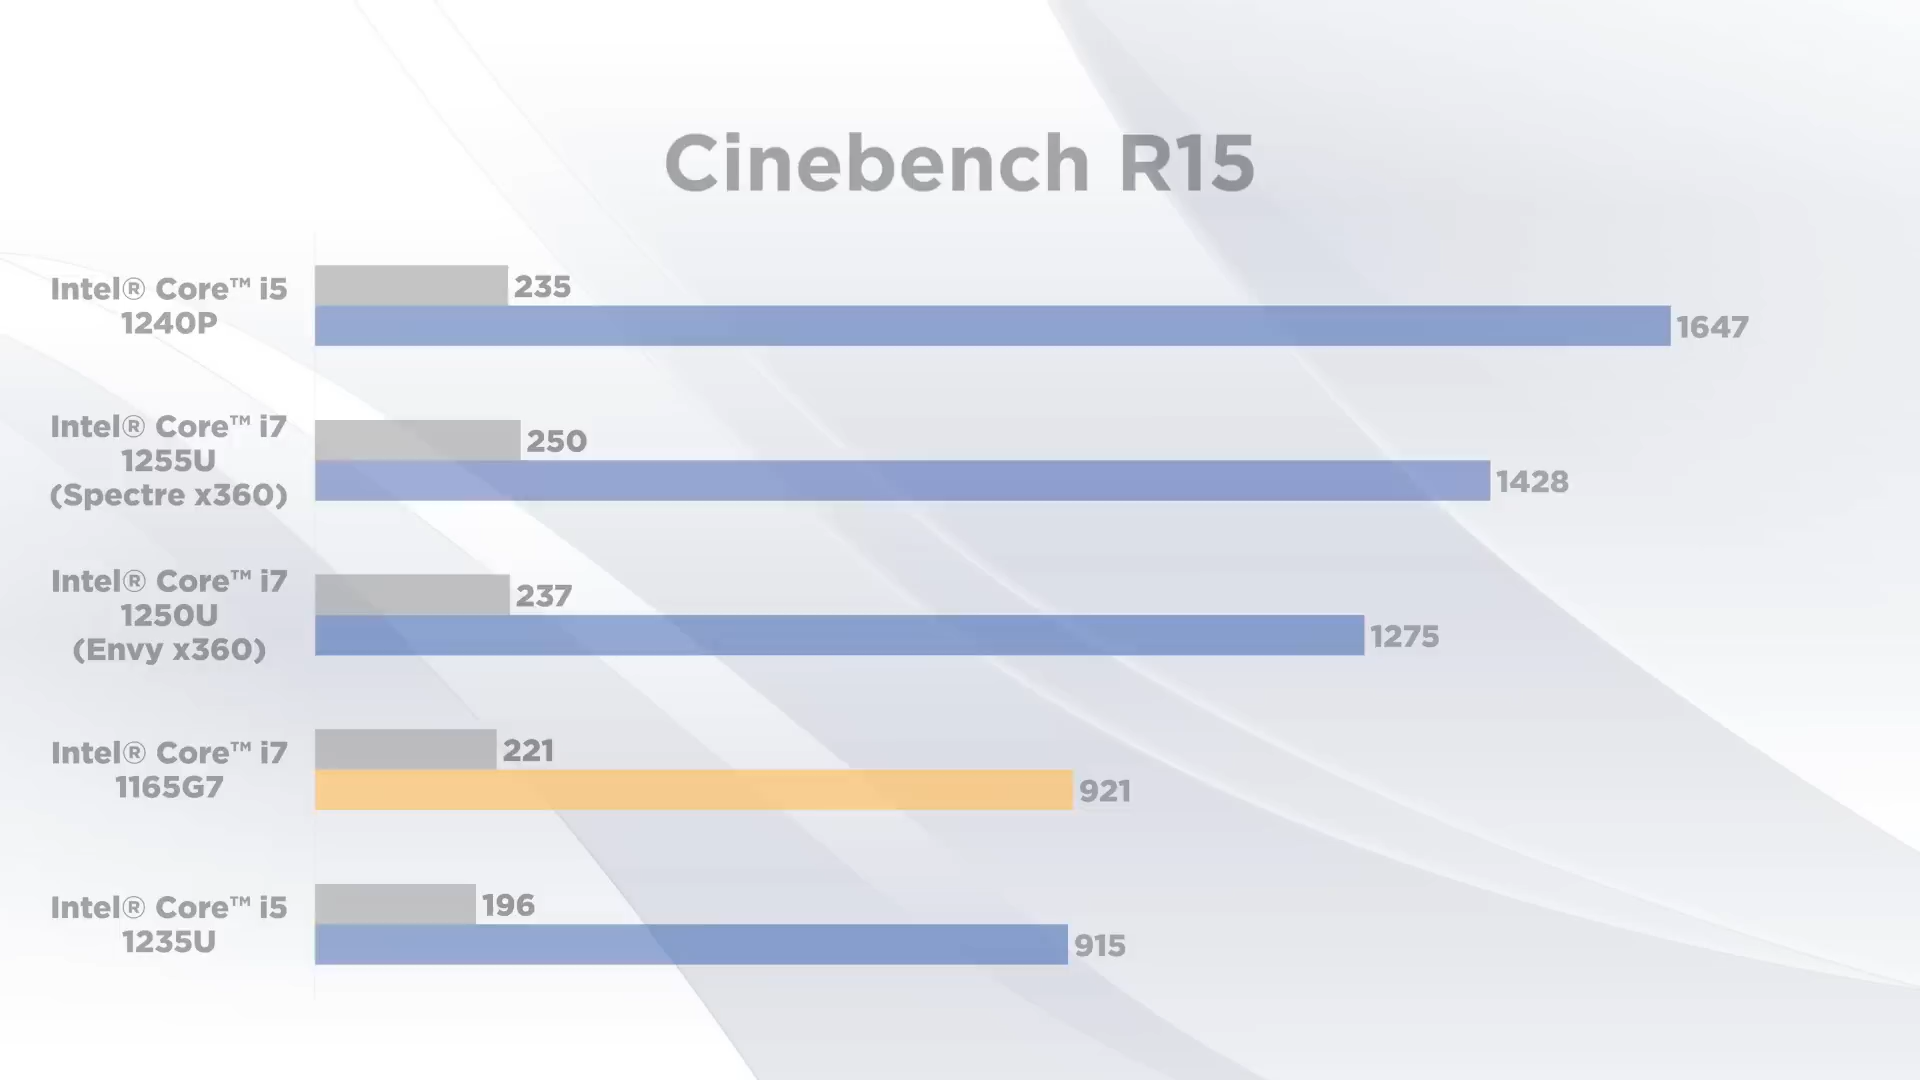 Cinebench R15
Intel® Core™ i5
1240P
235
1647
Intel® Core™ i7
1255U
(Spectre x360)
250
1428
Intel® Core™ i7
1250U
(Envy x360)
237
1275
Intel® Core™ i7
1165G7
221
921
Intel® Core™ i5
1235U
196
915